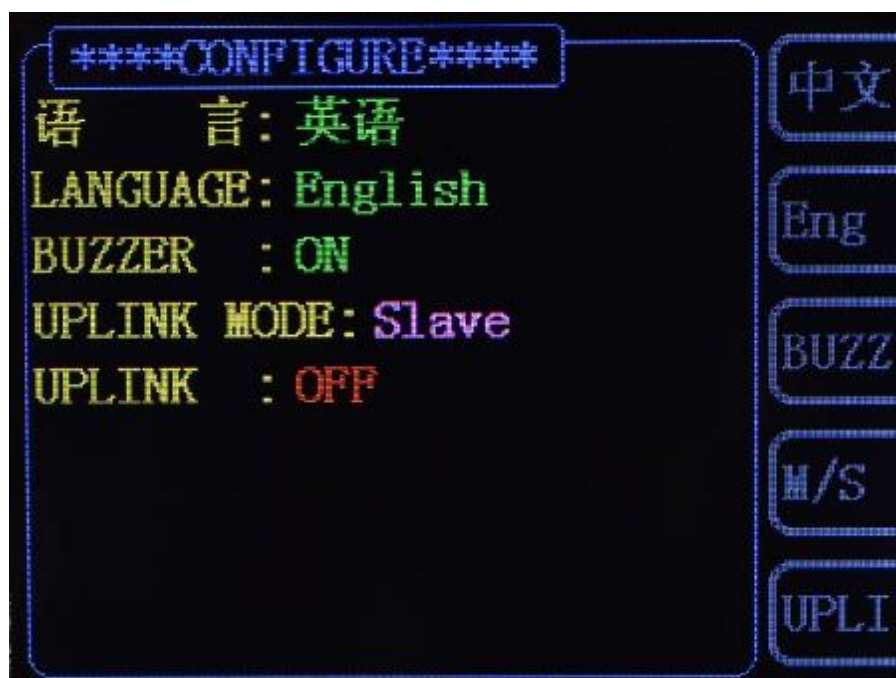 ****CONFIGURE****
语 言: 英语
LANGUAGE: English
BUZZER : ON
UPLINK MODE: Slave
UPLINK : OFF
中文
Eng
BUZZ
M/S
UPLI